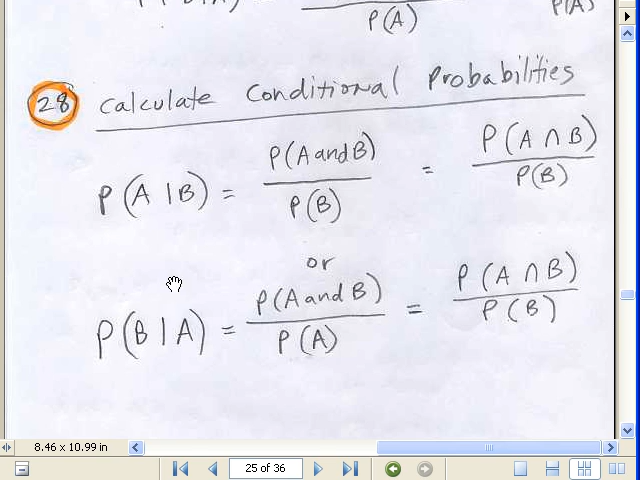 P(A)
P(A)
28 Calculate Conditional Probabilities
P(A|B) = P(A and B) / P(B) = P(A ∩ B) / P(B)
or
P(B|A) = P(A and B) / P(A) = P(A ∩ B) / P(B)
8.46 x 10.99 in
25 of 36